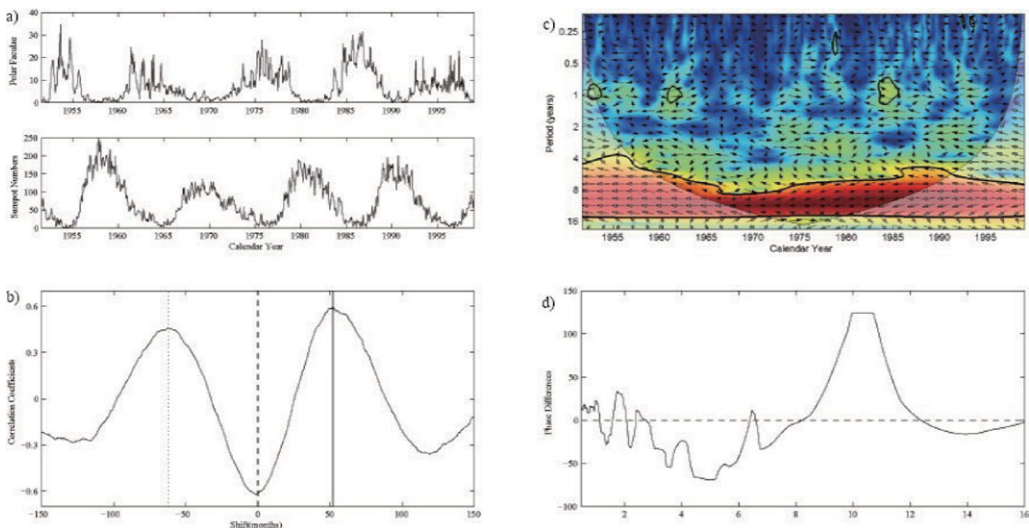 a)
Polar Faculae
40
30
20
10
0
1955 1960 1965 1970 1975 1980 1985 1990 1995
Sunspot Numbers
250
200
150
100
50
0
1955 1960 1965 1970 1975 1980 1985 1990 1995
Calendar Year
b)
Correlation Coefficients
0.6
0.3
0
-0.3
-0.6
-150 -100 -50 0 50 100 150
Shift(months)
c)
Period (years)
0.25
0.5
1
2
4
8
16
1955 1960 1965 1970 1975 1980 1985 1990 1995
Calendar Year
d)
Phase Differences
150
100
50
0
-50
-100
2 4 6 8 10 12 14 16